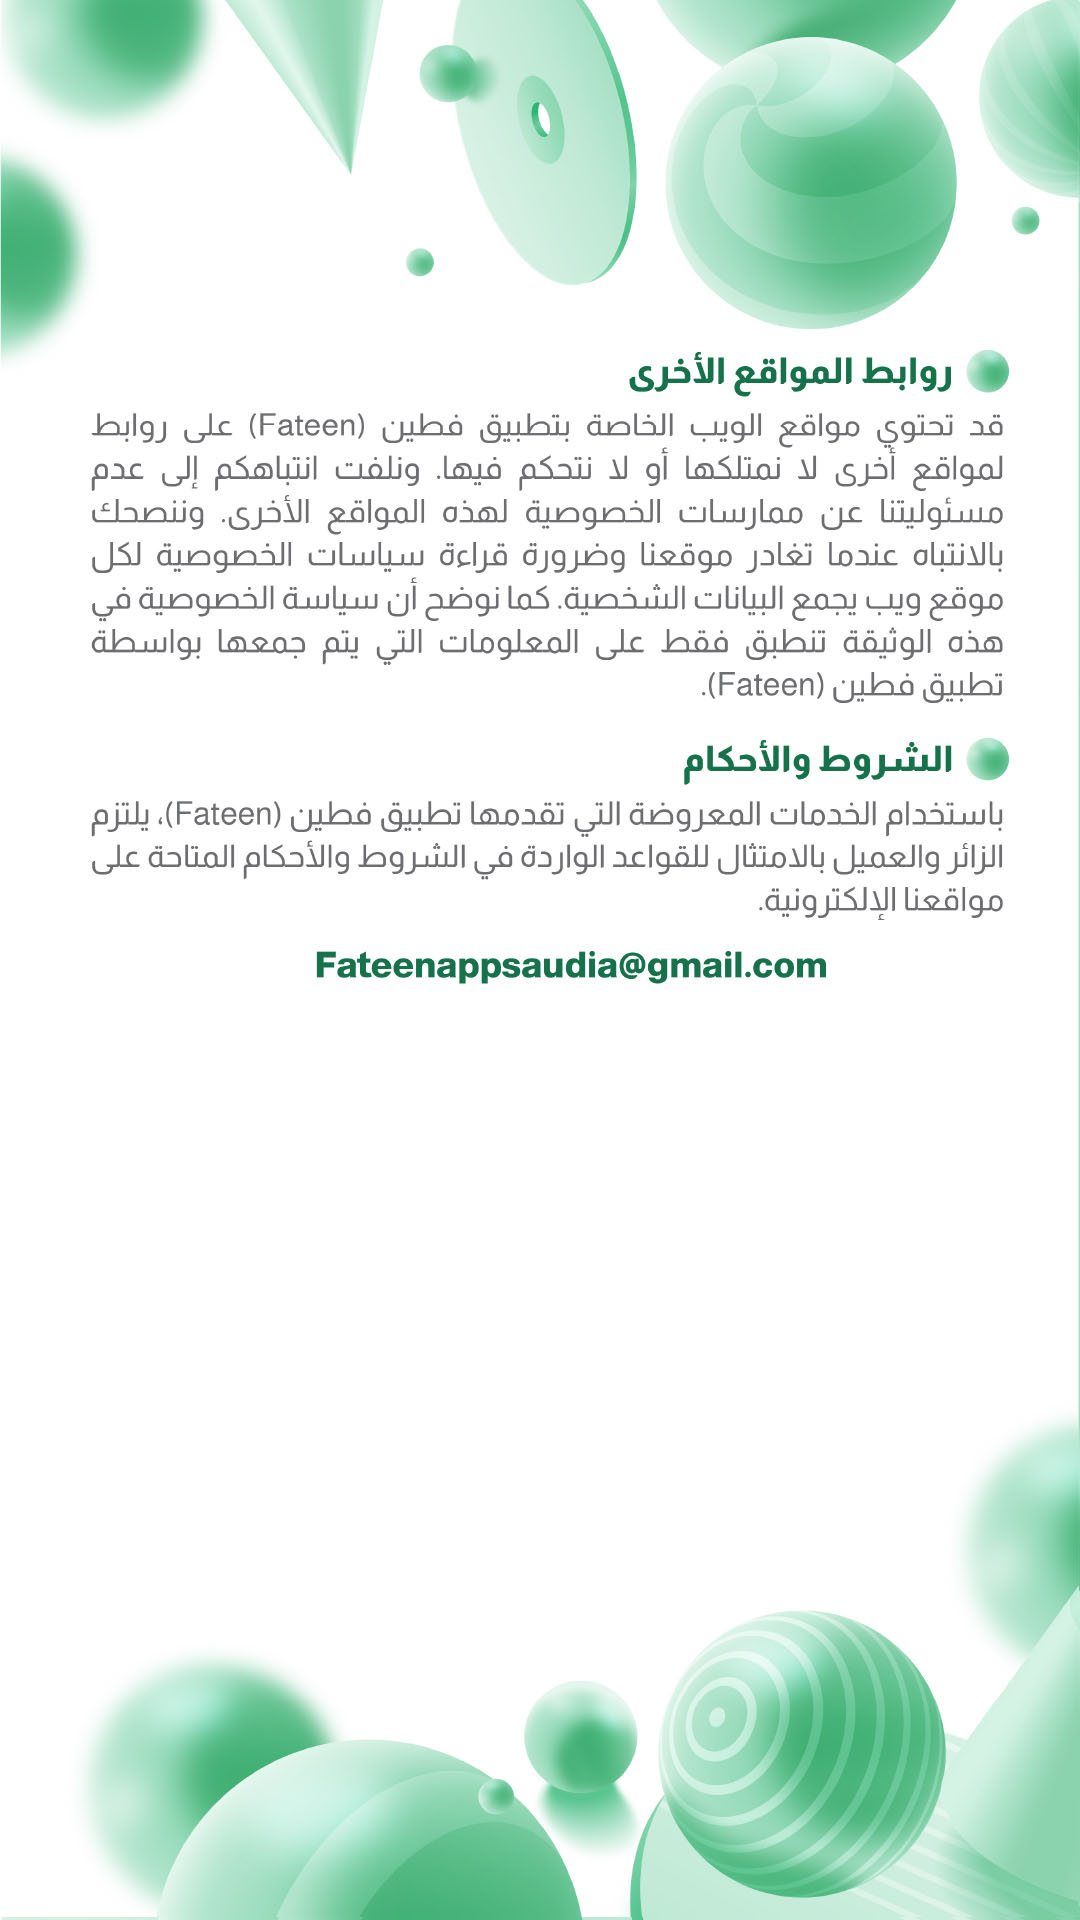 روابط المواقع الأخرى
قد تحتوي مواقع الويب الخاصة بتطبيق فطين (Fateen) على روابط
لمواقع أخرى لا نمتلكها أو لا نتحكم فيها. ونلفت انتباهكم إلى عدم
مسئوليتنا عن ممارسات الخصوصية لهذه المواقع الأخرى. وننصحك
بالانتباه عندما تغادر موقعنا وضرورة قراءة سياسات الخصوصية لكل
موقع ويب يجمع البيانات الشخصية. كما نوضح أن سياسة الخصوصية في
هذه الوثيقة تنطبق فقط على المعلومات التي يتم جمعها بواسطة
تطبيق فطين (Fateen).
الشروط والأحكام
باستخدام الخدمات المعروضة التي تقدمها تطبيق فطين (Fateen)، يلتزم
الزائر والعميل بالامتثال للقواعد الواردة في الشروط والأحكام المتاحة على
مواقعنا الإلكترونية.
Fateenappsaudia@gmail.com